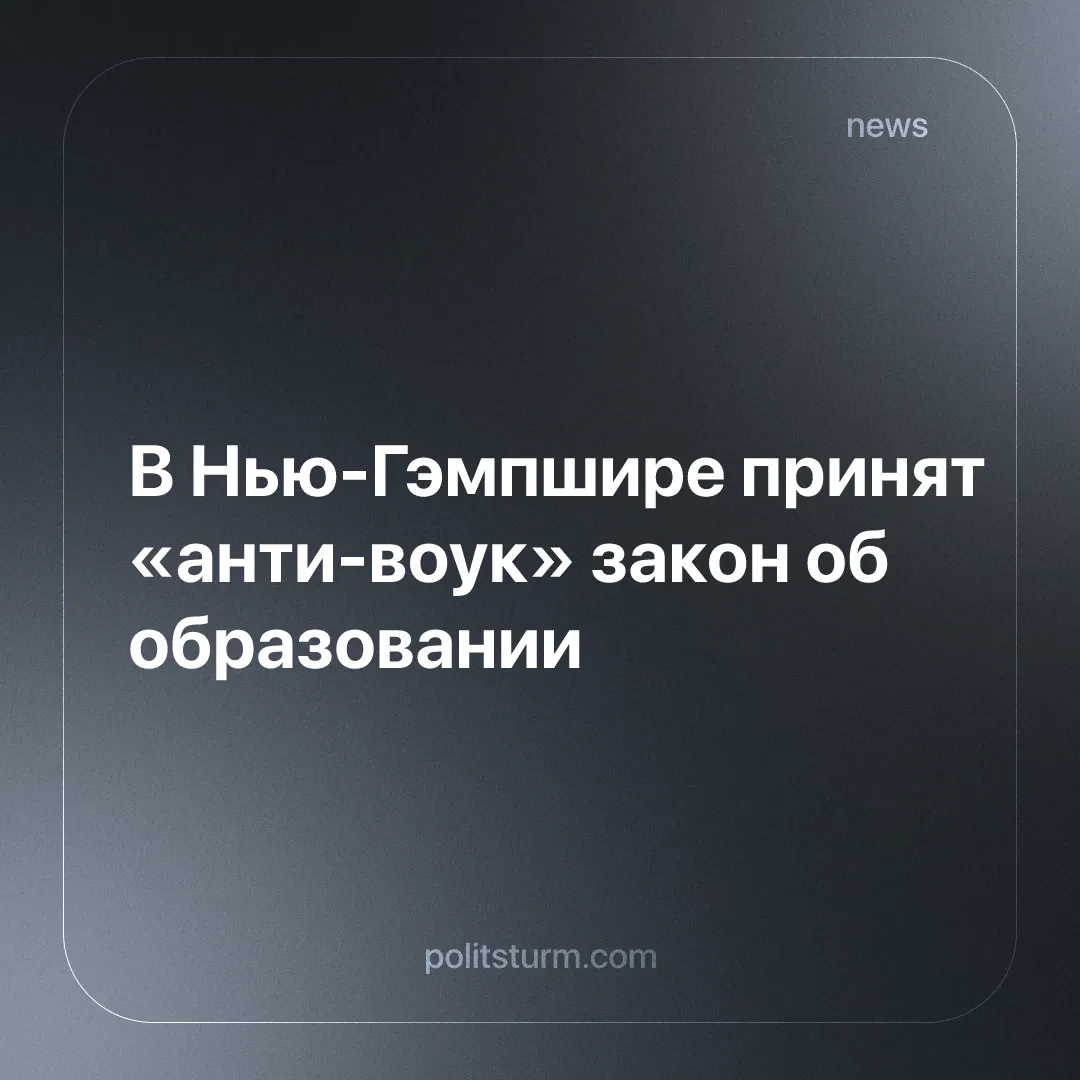 news
В Нью-Гэмпшире принят
«анти-воук» закон об
образовании
politsturm.com